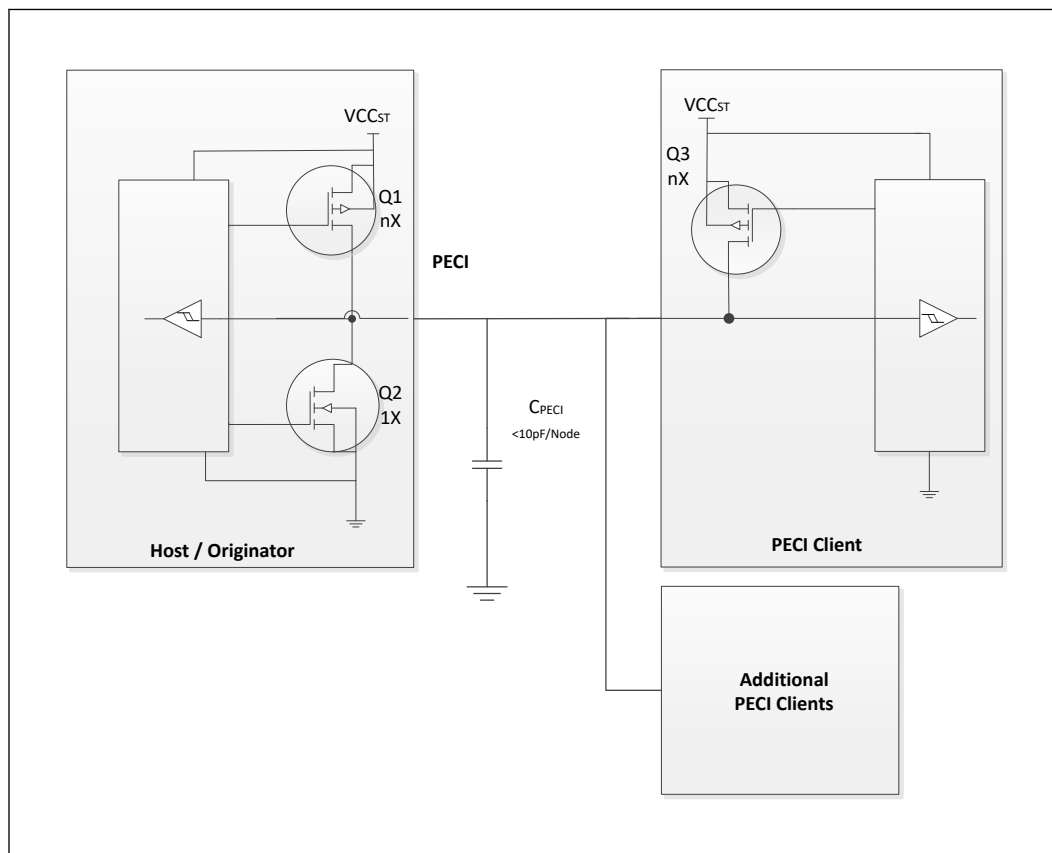 VCCST
Q1
nX
Q2
1X
Host / Originator
PECI
CPECI
<10pF/Node
VCCST
Q3
nX
PECI Client
Additional
PECI Clients